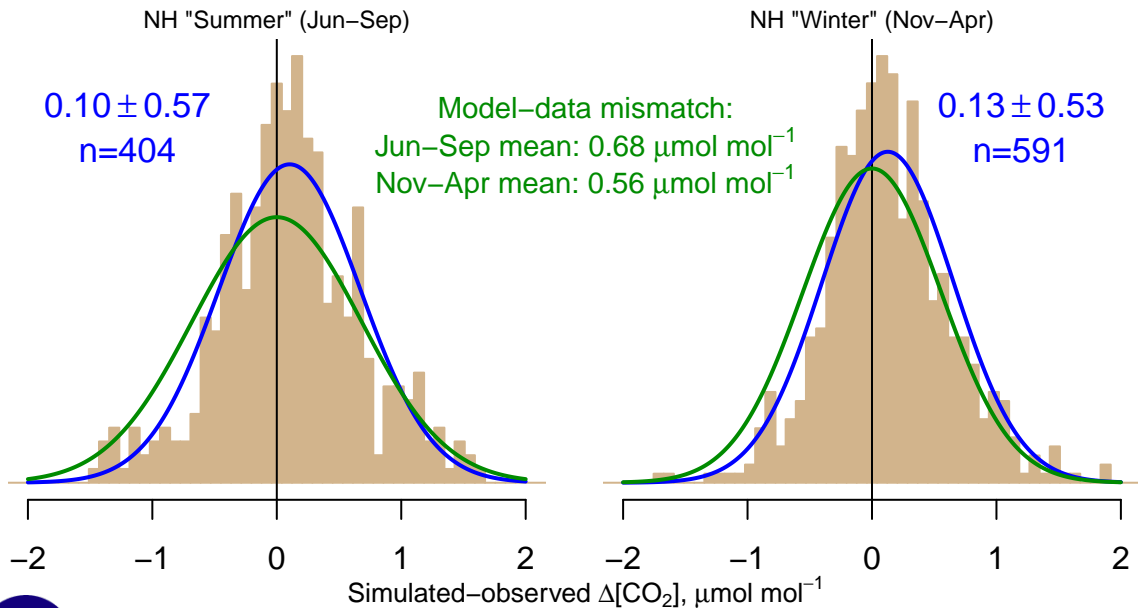 NH "Summer" (Jun−Sep)
NH "Winter" (Nov−Apr)
0.10 ± 0.57
n=404
Model−data mismatch:
Jun−Sep mean: 0.68 μmol mol⁻¹
Nov−Apr mean: 0.56 μmol mol⁻¹
0.13 ± 0.53
n=591
−2 −1 0 1 2
−2 −1 0 1 2
Simulated−observed Δ[CO₂], μmol mol⁻¹